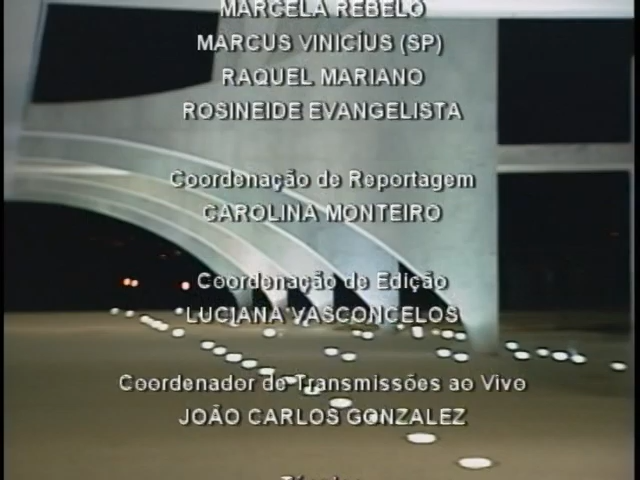 MARCELA REBELO
MARCUS VINICÍUS (SP)
RAQUEL MARIANO
ROSINEIDE EVANGELISTA
Coordenação de Reportagem
CAROLINA MONTEIRO
Coordenação de Edição
LUCIANA VASCONCELOS
Coordenador de Transmissões ao Vivo
JOÃO CARLOS GONZALEZ